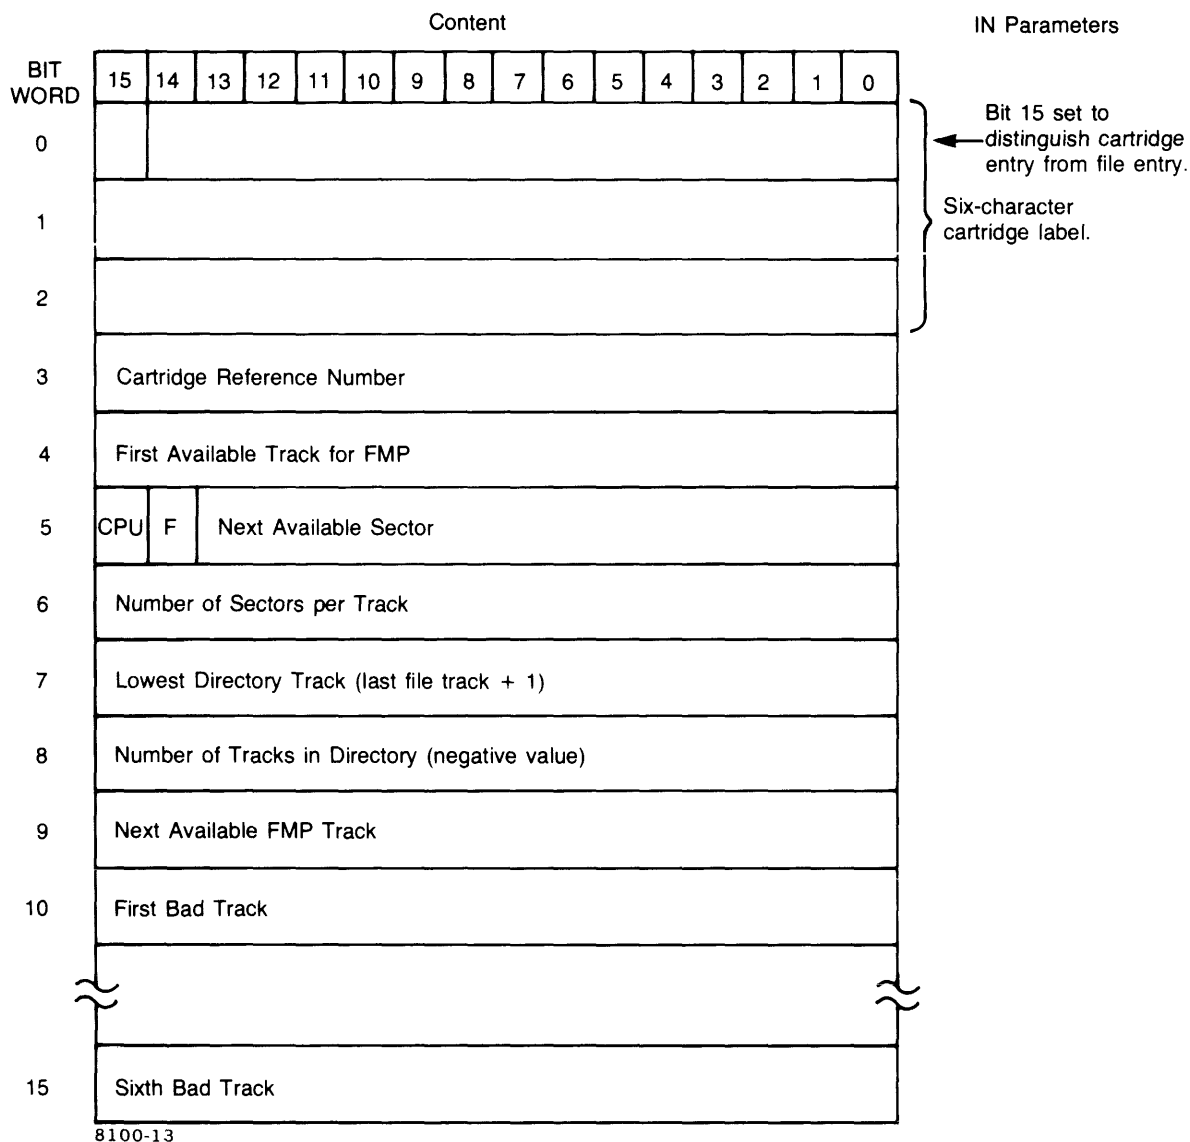 Content
IN Parameters
BIT
WORD
15 14 13 12 11 10 9 8 7 6 5 4 3 2 1 0
0
Bit 15 set to
distinguish cartridge
entry from file entry.
1
Six-character
cartridge label.
2
3 Cartridge Reference Number
4 First Available Track for FMP
5 CPU F Next Available Sector
6 Number of Sectors per Track
7 Lowest Directory Track (last file track + 1)
8 Number of Tracks in Directory (negative value)
9 Next Available FMP Track
10 First Bad Track
15 Sixth Bad Track
8100-13